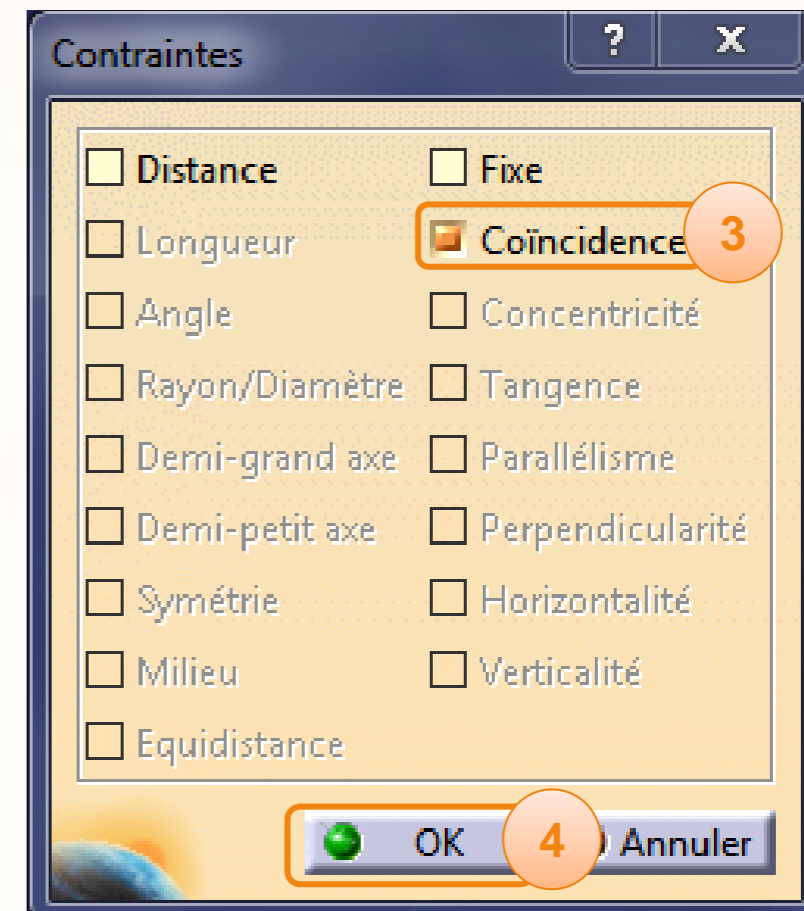 Contraintes ? X
Distance Fixe
Longueur Coïncidence 3
Angle Concentricité
Rayon/Diamètre Tangence
Demi-grand axe Parallélisme
Demi-petit axe Perpendicularité
Symétrie Horizontalité
Milieu Verticalité
Equidistance
OK 4 Annuler